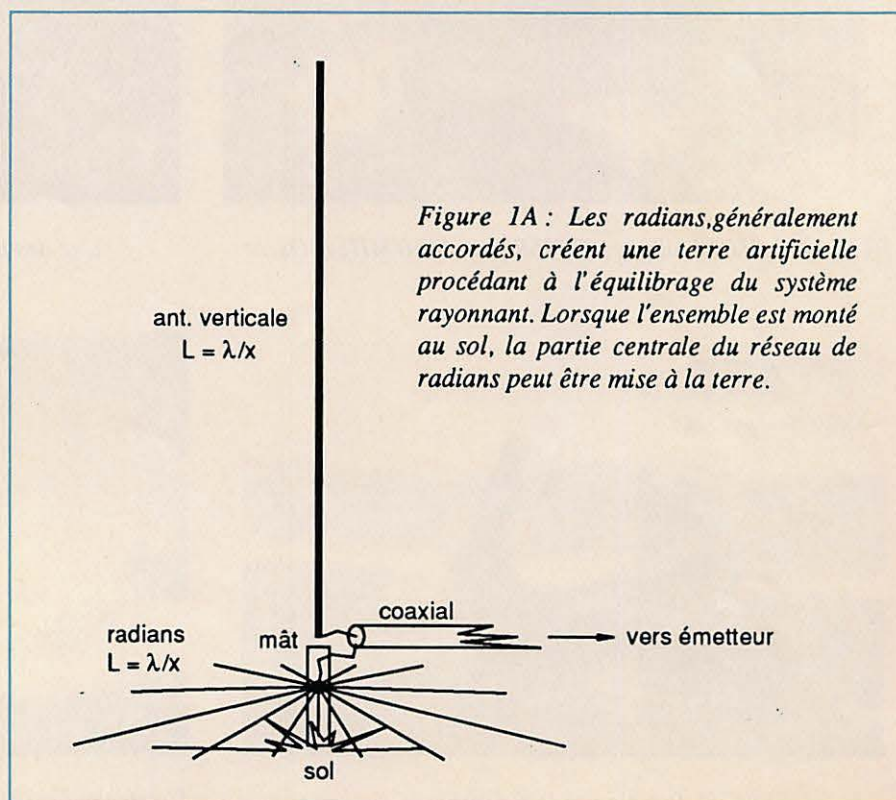 Figure 1A : Les radians,généralement
accordés, créent une terre artificielle
procédant à l'équilibrage du système
rayonnant. Lorsque l'ensemble est monté
au sol, la partie centrale du réseau de
radians peut être mise à la terre.
ant. verticale
L = λ/x
coaxial
radians
L = λ/x
mât
vers émetteur
sol